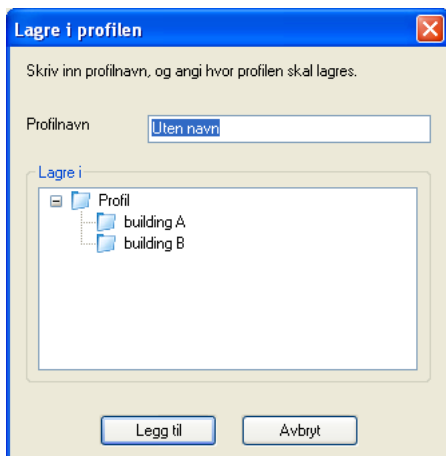 Lagre i profilen
Skriv inn profilnavn, og angi hvor profilen skal lagres.
Profilnavn
Uten navn
Lagre i
Profil
building A
building B
Legg til
Avbryt